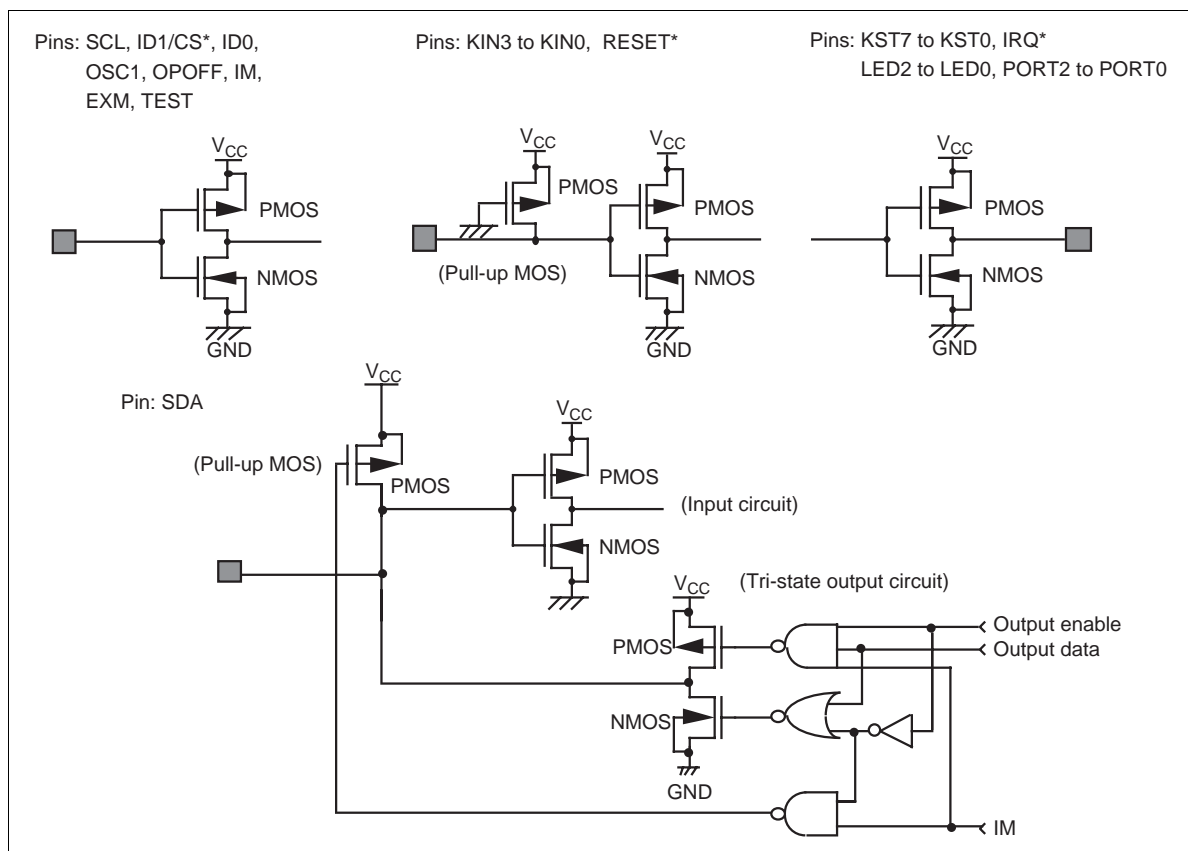 Pins: SCL, ID1/CS*, ID0,
OSC1, OPOFF, IM,
EXM, TEST
Pins: KIN3 to KIN0, RESET*
Pins: KST7 to KST0, IRQ*
LED2 to LED0, PORT2 to PORT0
VCC
PMOS
NMOS
GND
VCC
PMOS
(Pull-up MOS)
VCC
PMOS
NMOS
GND
VCC
PMOS
NMOS
GND
Pin: SDA
VCC
(Pull-up MOS)
PMOS
VCC
PMOS
NMOS
(Input circuit)
(Tri-state output circuit)
VCC
PMOS
NMOS
GND
Output enable
Output data
IM